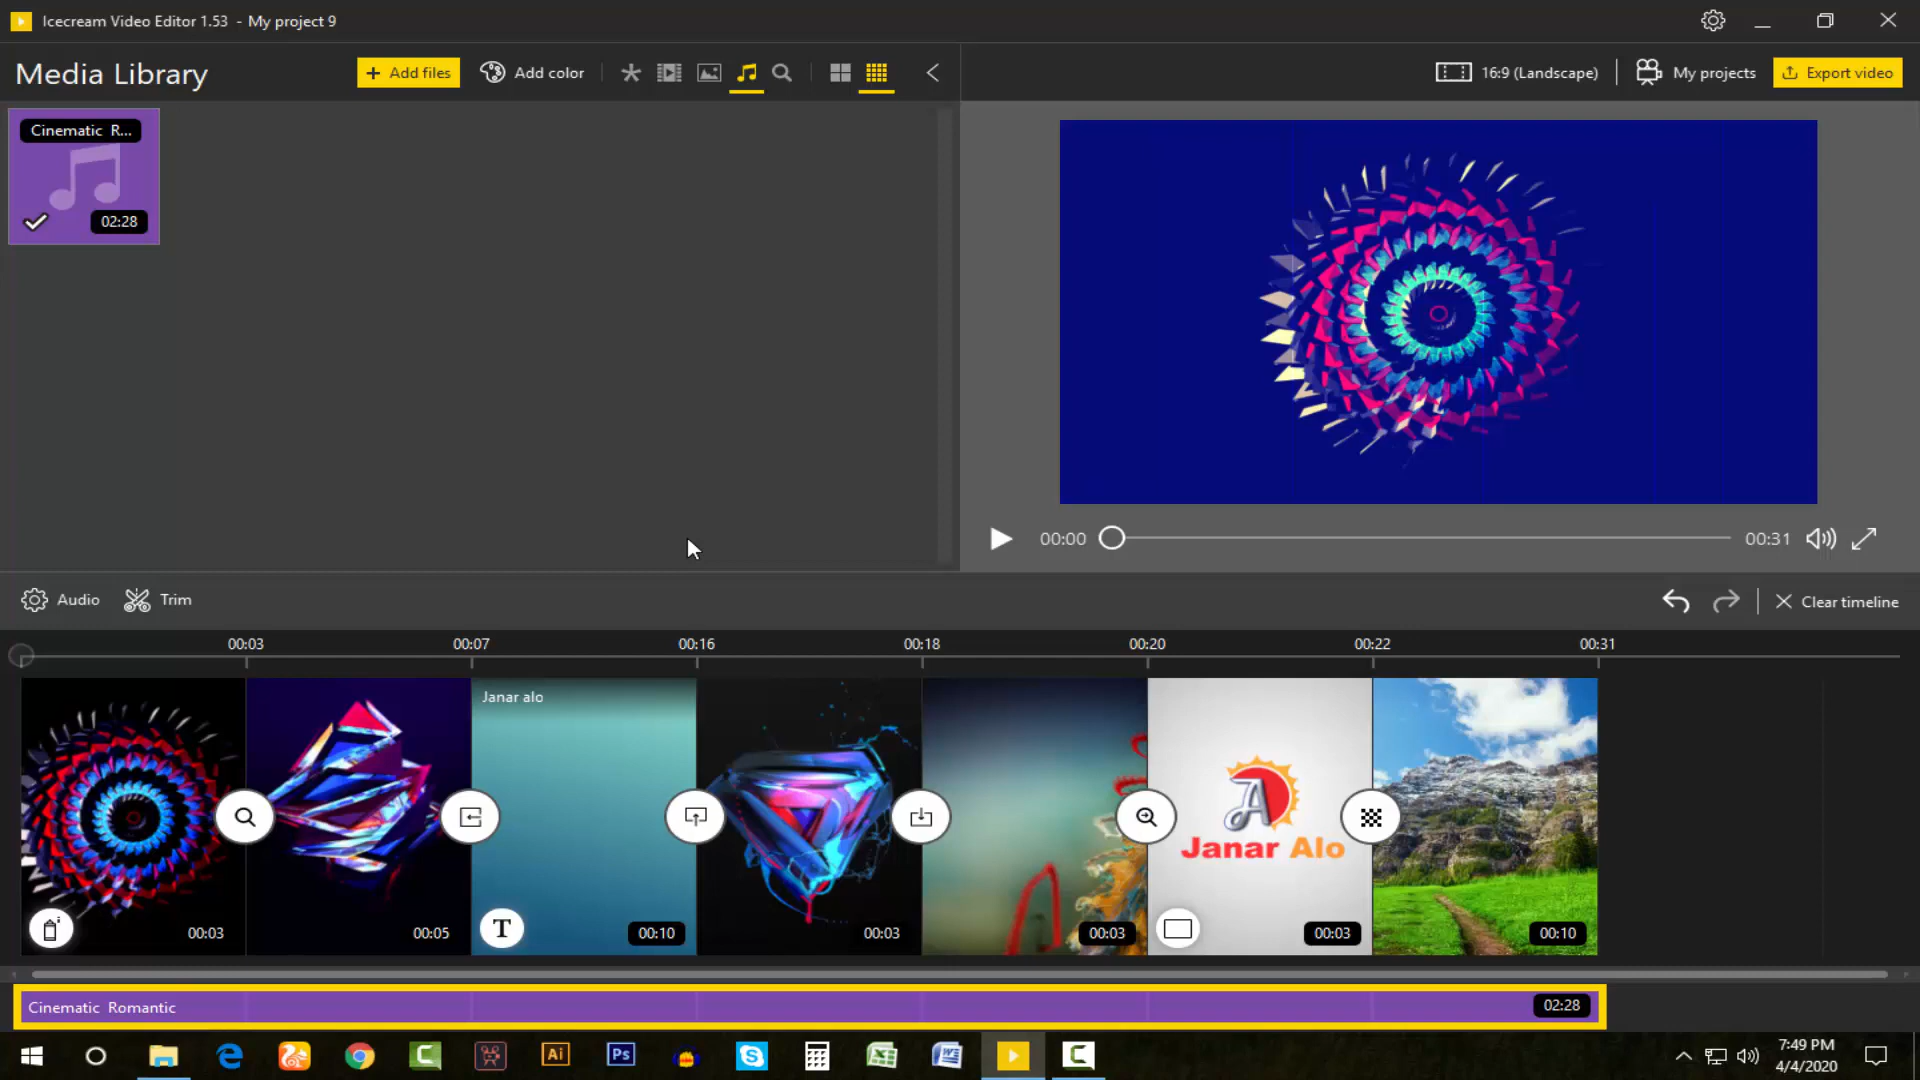 Icecream Video Editor 1.53 - My project 9
Media Library
Add files
Add color
16:9 (Landscape)
My projects
Export video
Cinematic R...
02:28
00:00
00:31
Audio
Trim
Clear timeline
00:03
00:07
00:16
00:18
00:20
00:22
00:31
Janar alo
A
Janar Alo
00:03
00:05
T
00:10
00:03
00:03
00:03
00:10
Cinematic Romantic
02:28
Ai
Ps
7:49 PM
4/4/2020